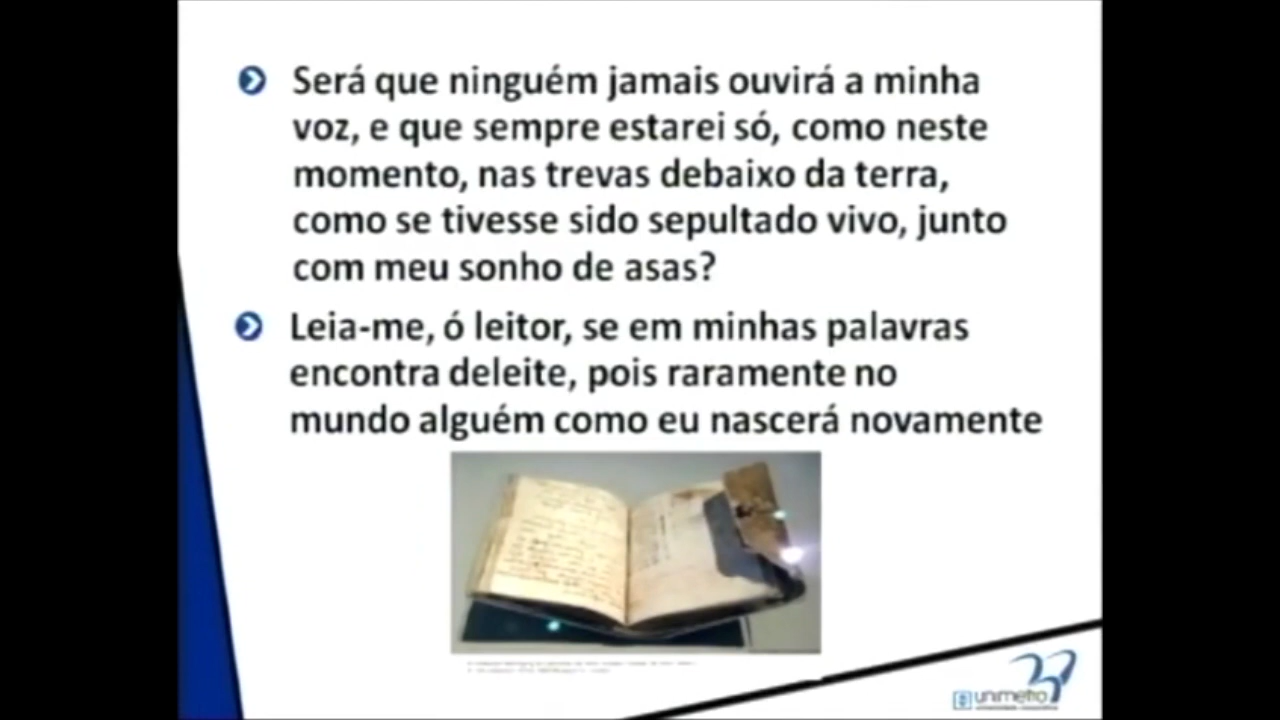 Será que ninguém jamais ouvirá a minha
voz, e que sempre estarei só, como neste
momento, nas trevas debaixo da terra,
como se tivesse sido sepultado vivo, junto
com meu sonho de asas?
Leia-me, ó leitor, se em minhas palavras
encontra deleite, pois raramente no
mundo alguém como eu nascerá novamente
unimetro